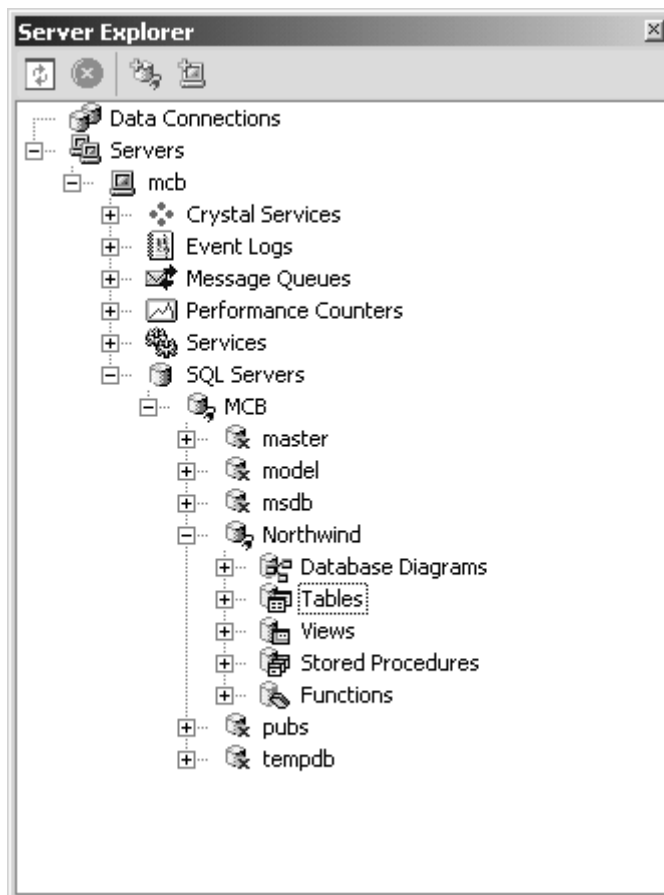 Server Explorer
Data Connections
Servers
mcb
Crystal Services
Event Logs
Message Queues
Performance Counters
Services
SQL Servers
MCB
master
model
msdb
Northwind
Database Diagrams
Tables
Views
Stored Procedures
Functions
pubs
tempdb